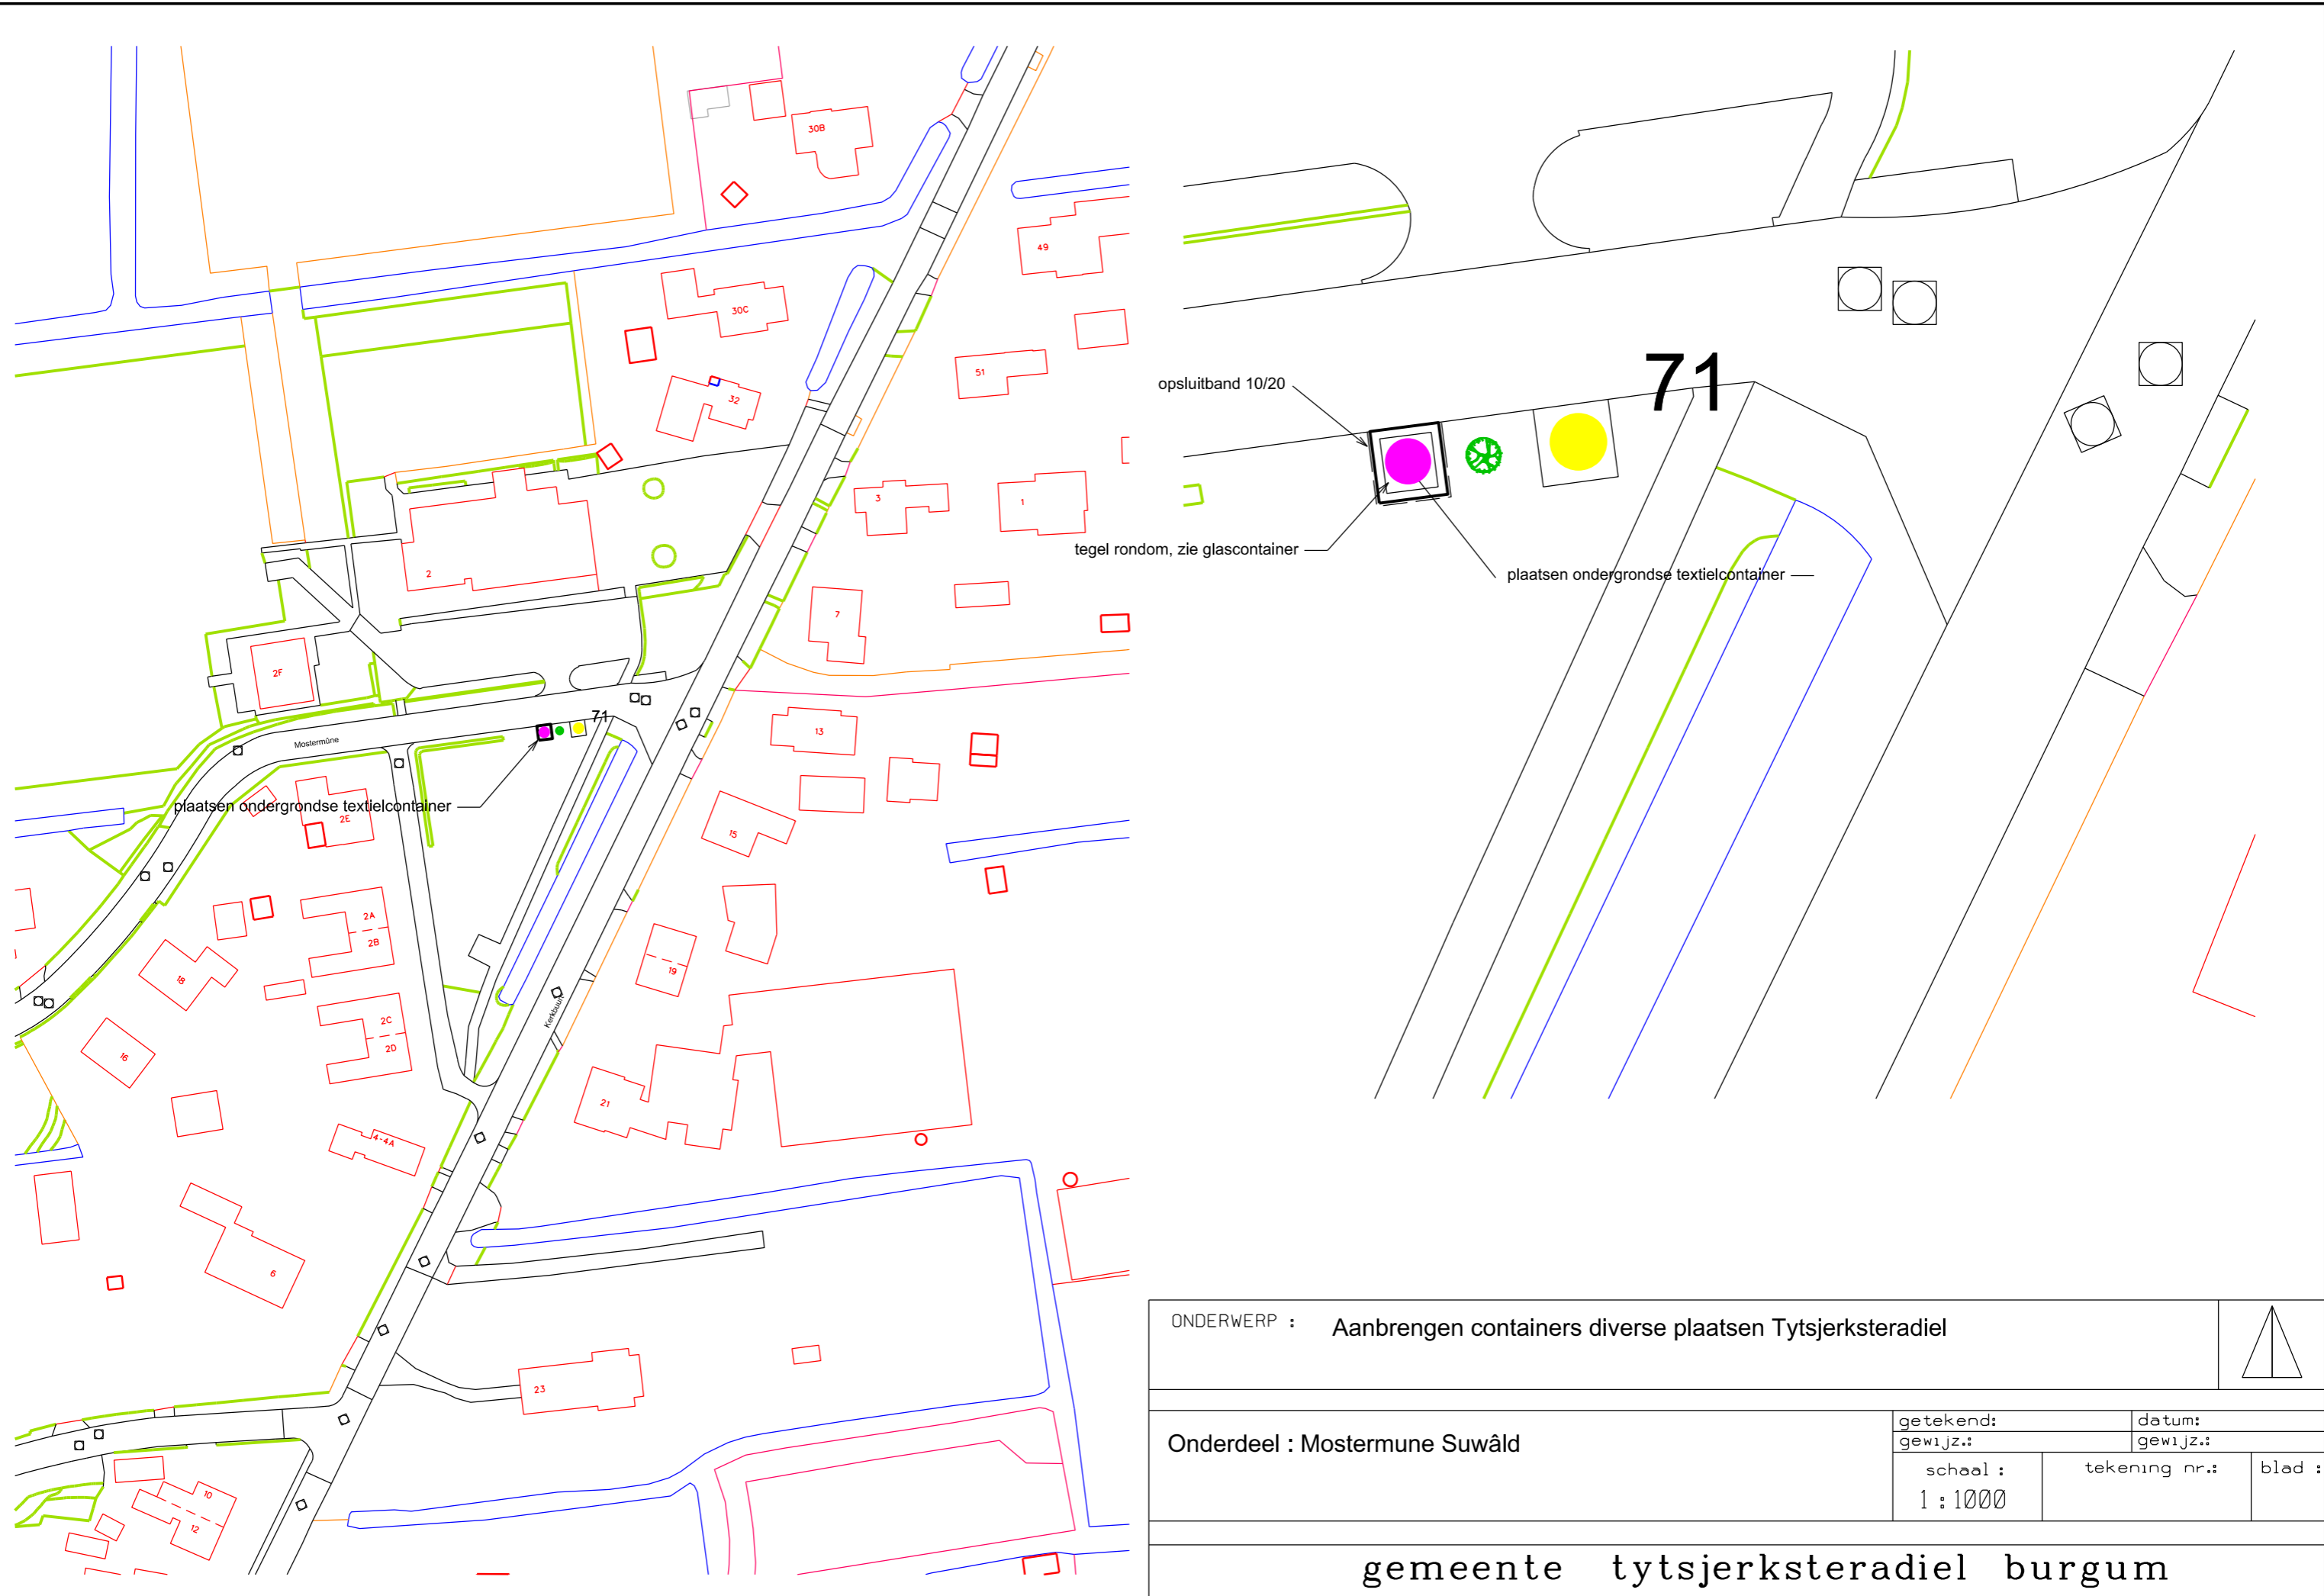 30B
49
30C
51
32
3
1
2
7
2F
71
Mostermûne
13
plaatsen ondergrondse textielcontainer
2E
15
2A
2B
18
19
Kerkbuurt
2C
2D
16
21
4-4A
6
23
10
12
71
opsluitband 10/20
tegel rondom, zie glascontainer
plaatsen ondergrondse textielcontainer
ONDERWERP : Aanbrengen containers diverse plaatsen Tytsjerksteradiel
Onderdeel : Mostermune Suwâld
getekend: datum:
gewijz.: gewijz.:
schaal : tekening nr.: blad :
1 : 1000
gemeente tytsjerksteradiel burgum